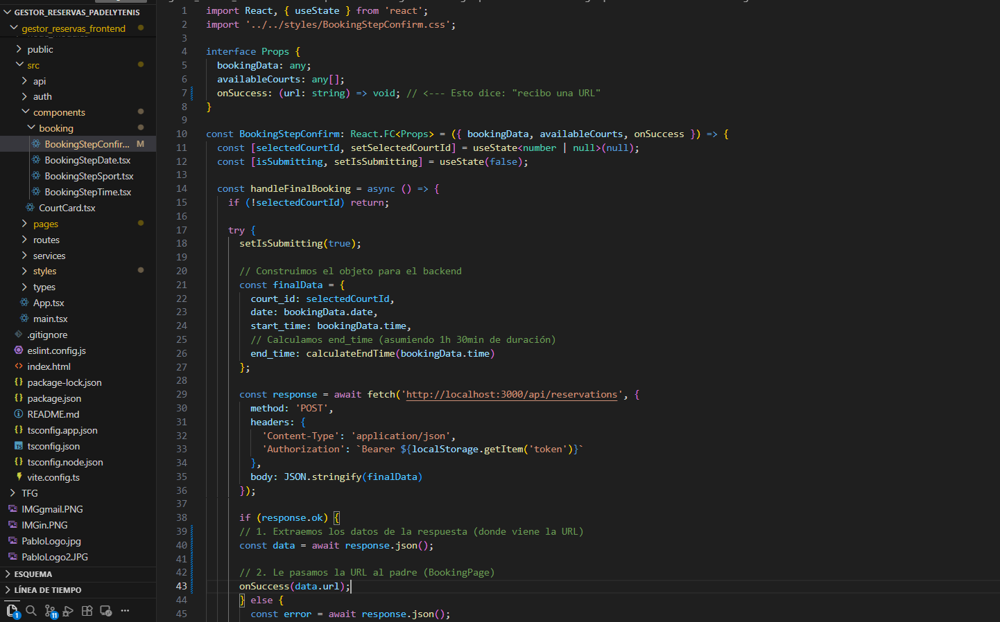 GESTOR_RESERVAS_PADELYTENIS
gestor_reservas_frontend
public
src
api
auth
components
booking
BookingStepConfir... M
BookingStepDate.tsx
BookingStepSport.tsx
BookingStepTime.tsx
CourtCard.tsx
pages
routes
services
styles
types
App.tsx
main.tsx
.gitignore
eslint.config.js
index.html
package-lock.json
package.json
README.md
tsconfig.app.json
tsconfig.json
tsconfig.node.json
vite.config.ts
TFG
IMGgmail.PNG
IMGin.PNG
PabloLogo.jpg
PabloLogo2.JPG
ESQUEMA
LÍNEA DE TIEMPO
1 11
1 import React, { useState } from 'react';
2 import '../../styles/BookingStepConfirm.css';
3
4 interface Props {
5 bookingData: any;
6 availableCourts: any[];
7 onSuccess: (url: string) => void; // <--- Esto dice: "recibo una URL"
8 }
9
10 const BookingStepConfirm: React.FC<Props> = ({ bookingData, availableCourts, onSuccess }) => {
11 const [selectedCourtId, setSelectedCourtId] = useState<number | null>(null);
12 const [isSubmitting, setIsSubmitting] = useState(false);
13
14 const handleFinalBooking = async () => {
15 if (!selectedCourtId) return;
16
17 try {
18 setIsSubmitting(true);
19
20 // Construimos el objeto para el backend
21 const finalData = {
22 court_id: selectedCourtId,
23 date: bookingData.date,
24 start_time: bookingData.time,
25 // Calculamos end_time (asumiendo 1h 30min de duración)
26 end_time: calculateEndTime(bookingData.time)
27 };
28
29 const response = await fetch('http://localhost:3000/api/reservations', {
30 method: 'POST',
31 headers: {
32 'Content-Type': 'application/json',
33 'Authorization': `Bearer ${localStorage.getItem('token')}`
34 },
35 body: JSON.stringify(finalData)
36 });
37
38 if (response.ok) {
39 // 1. Extraemos los datos de la respuesta (donde viene la URL)
40 const data = await response.json();
41
42 // 2. Le pasamos la URL al padre (BookingPage)
43 onSuccess(data.url);
44 } else {
45 const error = await response.json();